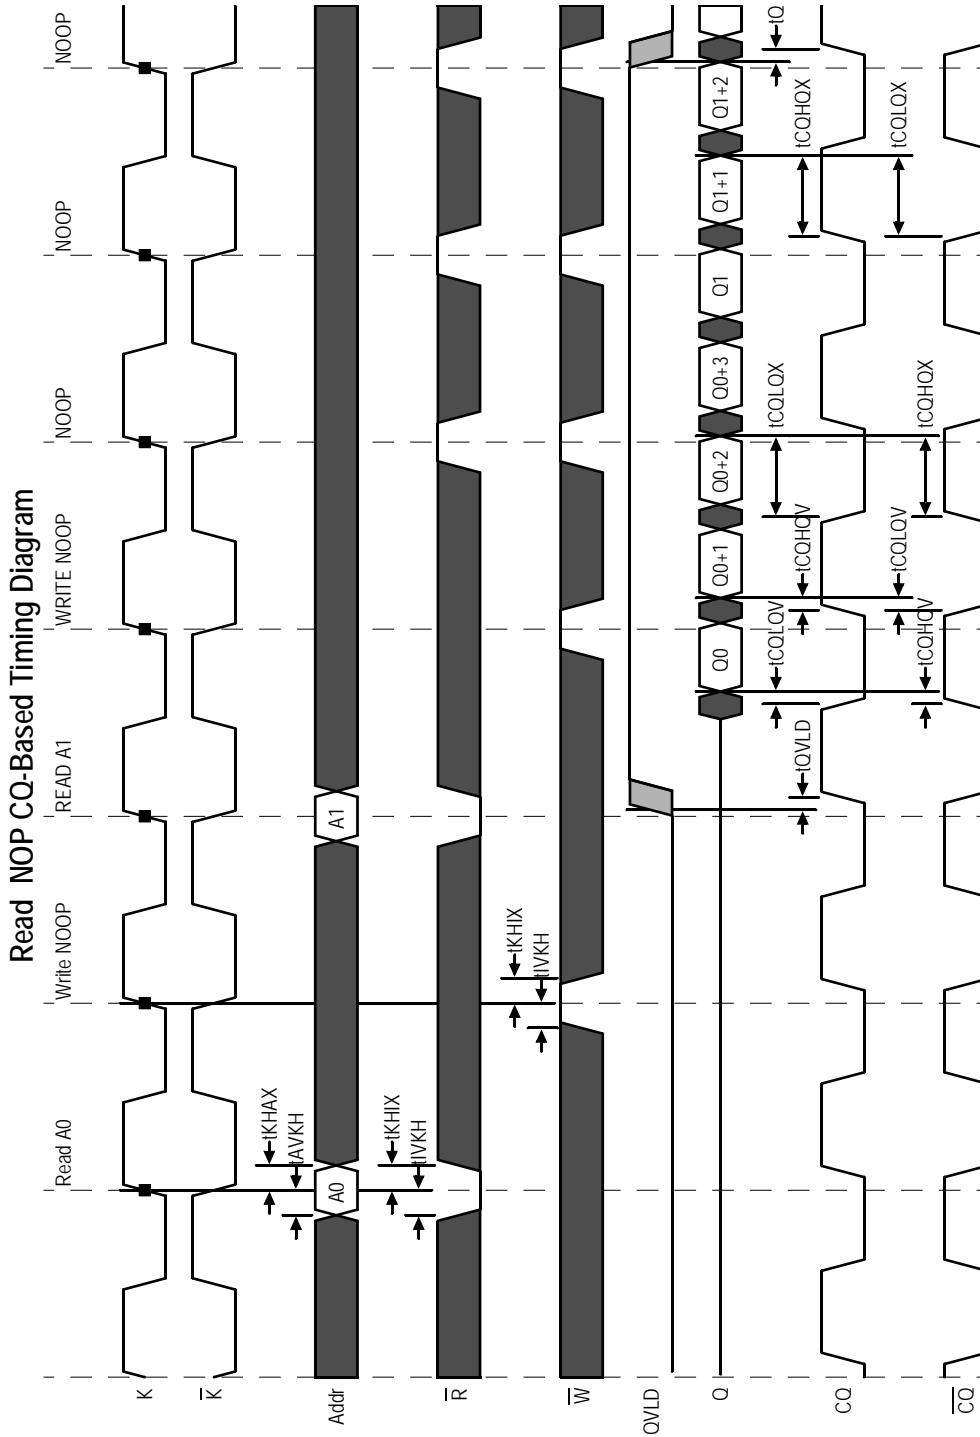 Read NOP CQ-Based Timing Diagram
Read A0
Write NOOP
READ A1
WRITE NOOP
NOOP
NOOP
NOOP
K
K
tKHAX
tAVKH
Addr
A0
A1
tKHIX
tIVKH
R
tKHIX
tIVKH
W
QVLD
Q
Q0
Q0+1
Q0+2
Q0+3
Q1
Q1+1
Q1+2
tCQLQV
tCQLQX
tQ
tQVLD
tCQHQV
tCQHQX
CQ
tCQLQV
tCQLQX
tCQHQV
tCQHQX
CQ